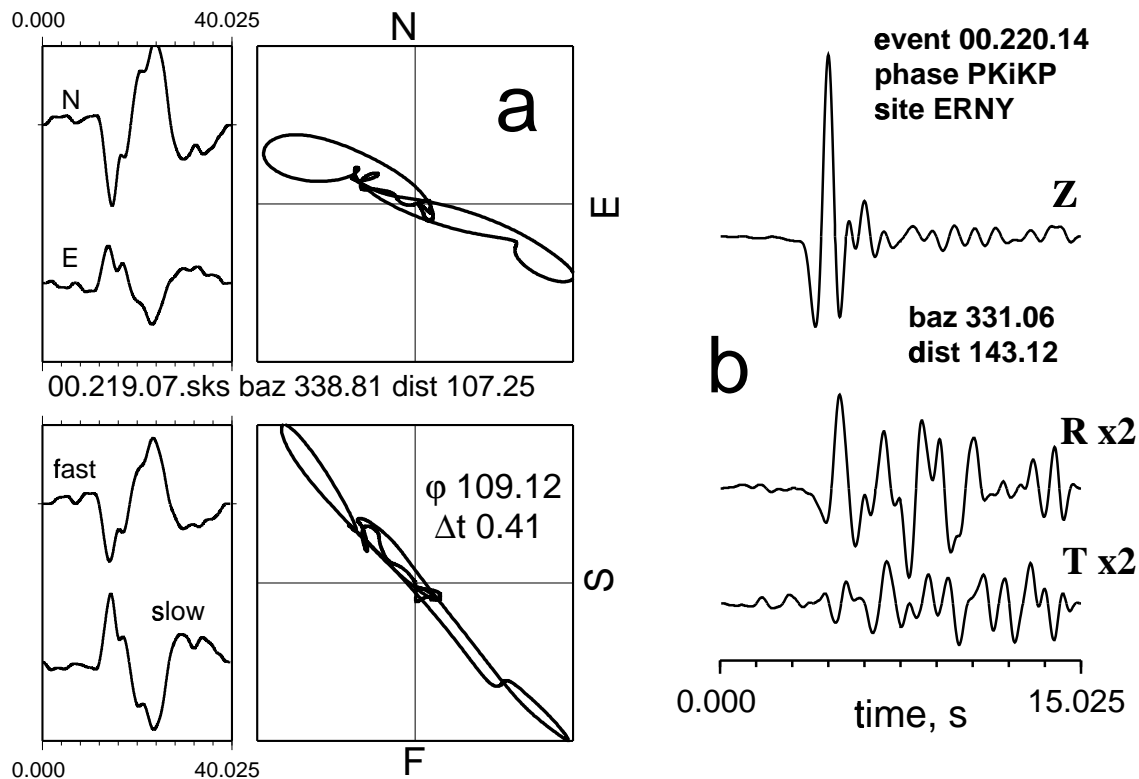 0.000 40.025
N
E
N
a
E
00.219.07.sks baz 338.81 dist 107.25
fast
slow
φ 109.12
Δt 0.41
S
F
0.000 40.025
event 00.220.14
phase PKiKP
site ERNY
Z
baz 331.06
dist 143.12
b
R x2
T x2
0.000 15.025
time, s